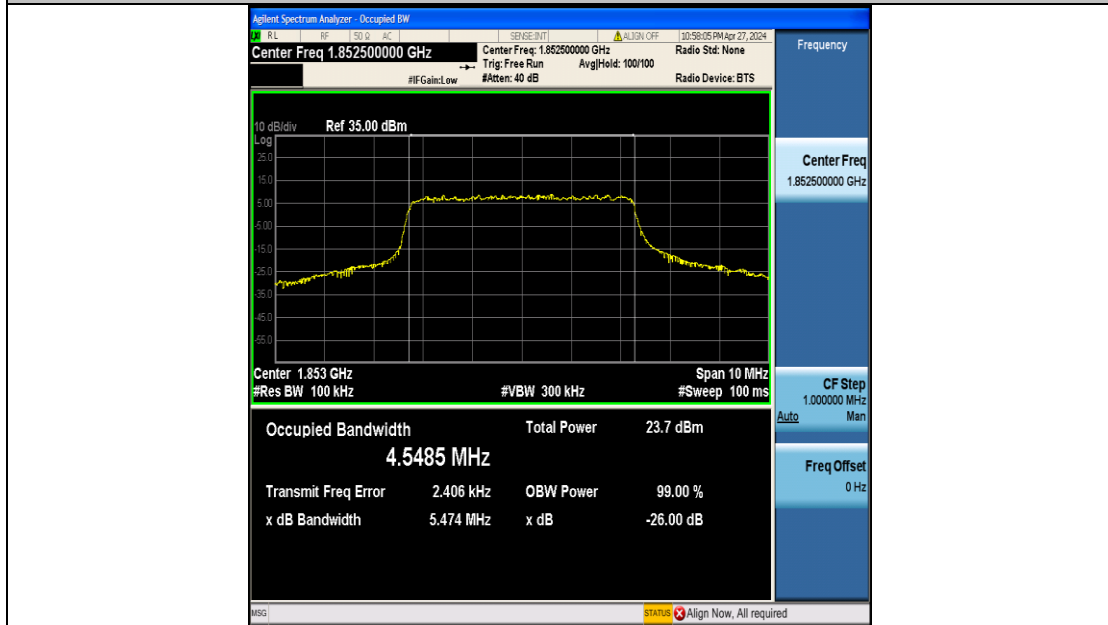 Agilent Spectrum Analyzer - Occupied BW
RL RF 50 Ω AC SENSE:INT ALIGN OFF 10:58:05 PM Apr 27, 2024
Center Freq 1.852500000 GHz
Center Freq: 1.852500000 GHz Radio Std: None
Trig: Free Run Avg|Hold: 100/100
#IFGain:Low #Atten: 40 dB Radio Device: BTS
10 dB/div Ref 35.00 dBm
Log
25.0
15.0
5.00
-5.00
-15.0
-25.0
-35.0
-45.0
-55.0
Center 1.853 GHz Span 10 MHz
#Res BW 100 kHz #VBW 300 kHz #Sweep 100 ms
Occupied Bandwidth Total Power 23.7 dBm
4.5485 MHz
Transmit Freq Error 2.406 kHz OBW Power 99.00 %
x dB Bandwidth 5.474 MHz x dB -26.00 dB
Frequency
Center Freq
1.852500000 GHz
CF Step
1.000000 MHz
Auto Man
Freq Offset
0 Hz
MSG STATUS Align Now, All required